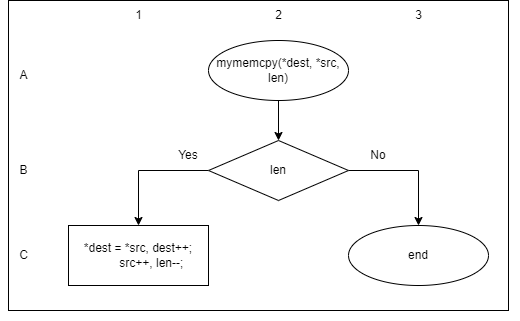 1 2 3
A
mymemcpy(*dest, *src,
len)
Yes No
B
len
C
*dest = *src, dest++;
src++, len--;
end